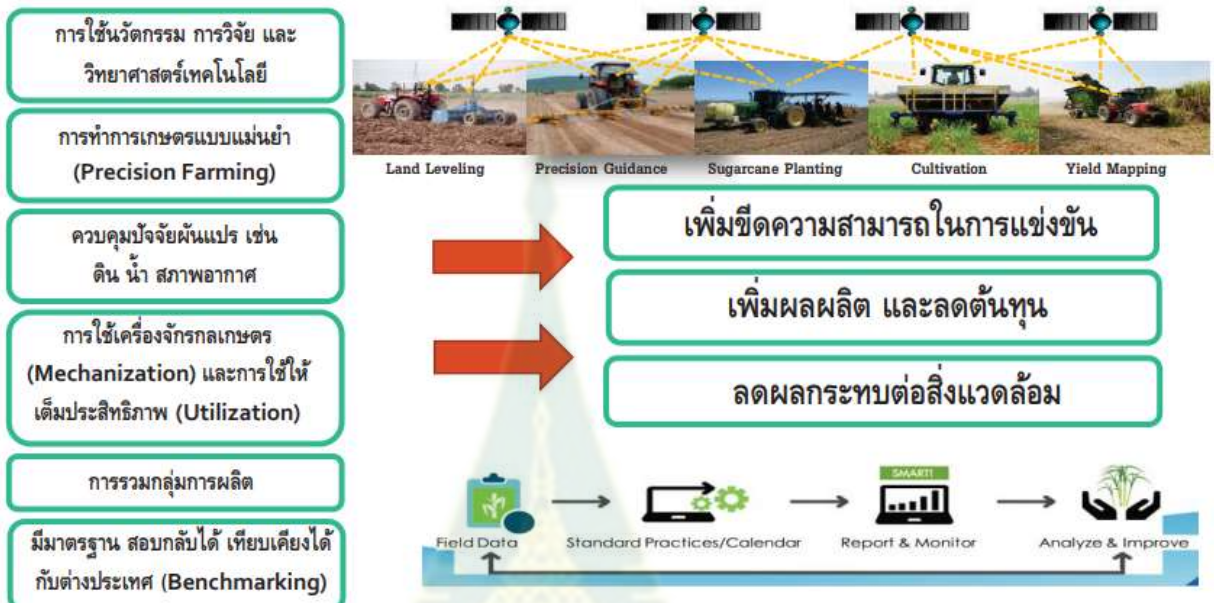 การใช้นวัตกรรม การวิจัย และ
วิทยาศาสตร์เทคโนโลยี
การทำการเกษตรแบบแม่นยำ
(Precision Farming)
ควบคุมปัจจัยผันแปร เช่น
ดิน น้ำ สภาพอากาศ
การใช้เครื่องจักรกลเกษตร
(Mechanization) และการใช้ให้
เต็มประสิทธิภาพ (Utilization)
การรวมกลุ่มการผลิต
มีมาตรฐาน สอบกลับได้ เทียบเคียงได้
กับต่างประเทศ (Benchmarking)
Land Leveling
Precision Guidance
Sugarcane Planting
Cultivation
Yield Mapping
เพิ่มขีดความสามารถในการแข่งขัน
เพิ่มผลผลิต และลดต้นทุน
ลดผลกระทบต่อสิ่งแวดล้อม
SMART!
Field Data
Standard Practices/Calendar
Report & Monitor
Analyze & Improve